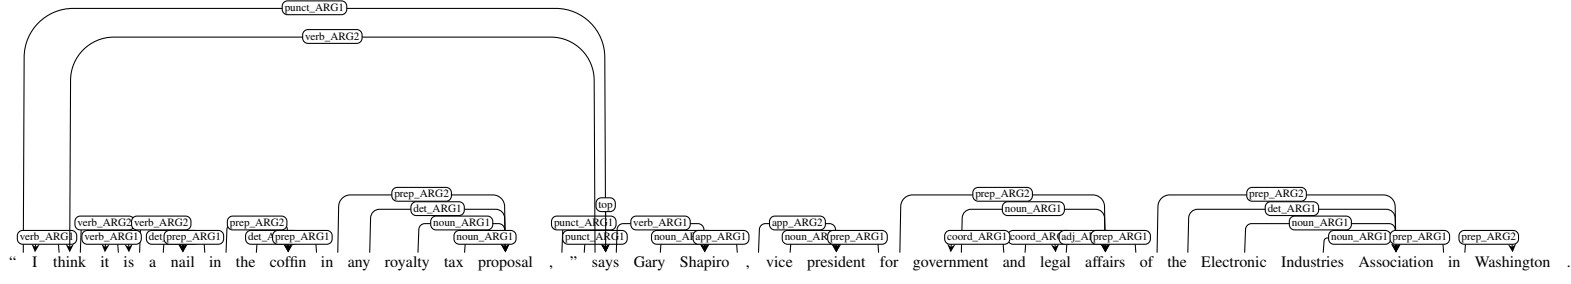 punct_ARG1
verb_ARG2
top
prep_ARG2 prep_ARG2 prep_ARG2
det_ARG1 noun_ARG1 det_ARG1
verb_ARG2 verb_ARG2 prep_ARG2 noun_ARG1 punct_ARG1 verb_ARG1 app_ARG2 noun_ARG1
verb_ARG1 verb_ARG1 prep_ARG1 prep_ARG1 noun_ARG1 punct_ARG1 app_ARG1 prep_ARG1 coord_ARG1 prep_ARG1 noun_ARG1 prep_ARG1 prep_ARG2
“ I think it is a nail in the coffin in any royalty tax proposal , ” says Gary Shapiro , vice president for government and legal affairs of the Electronic Industries Association in Washington .